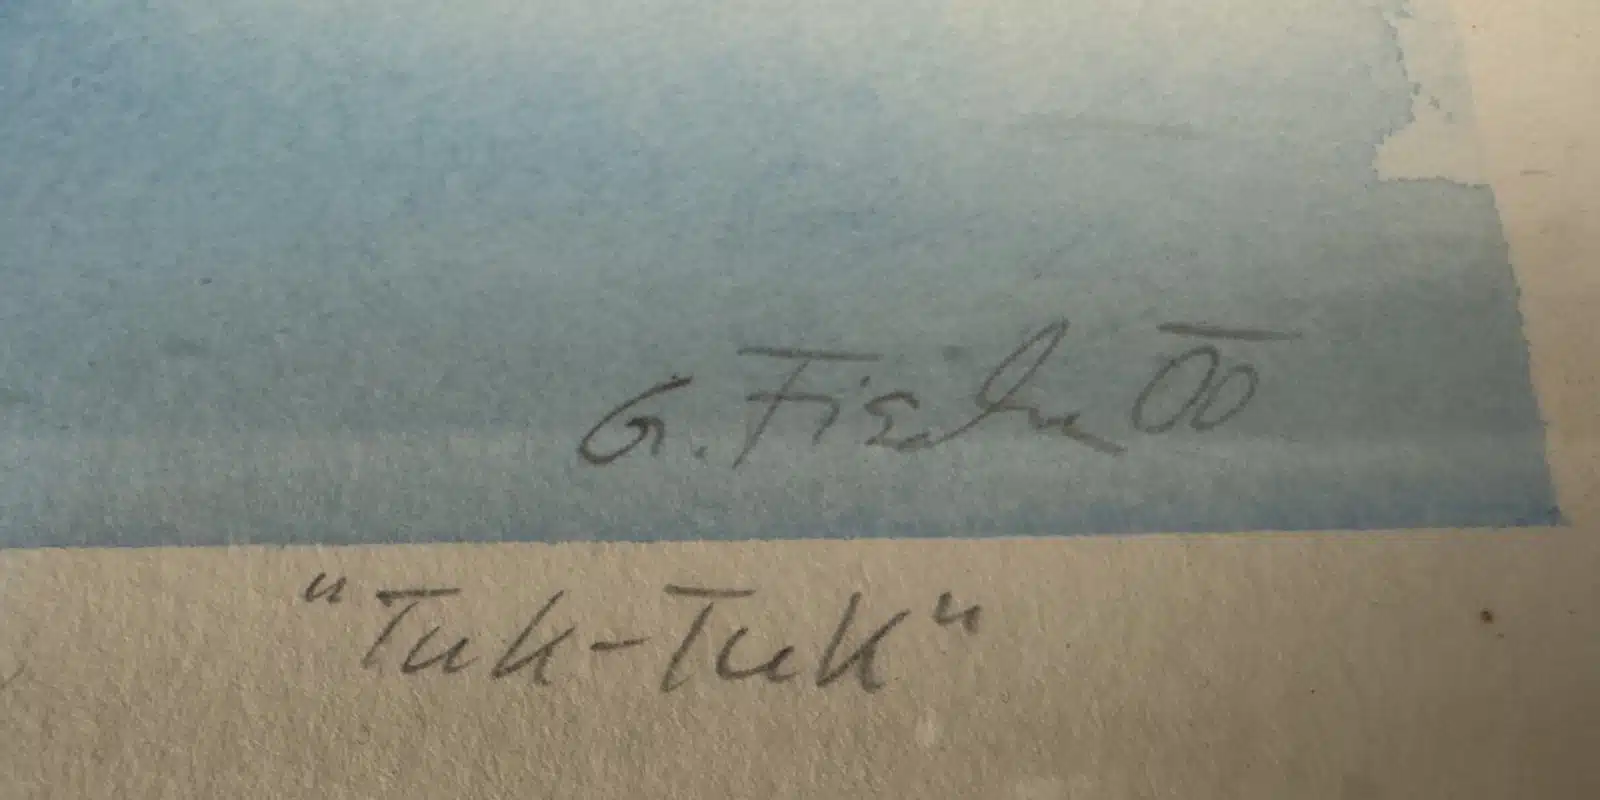 G. Fischer 00
"Tuk-Tuk"